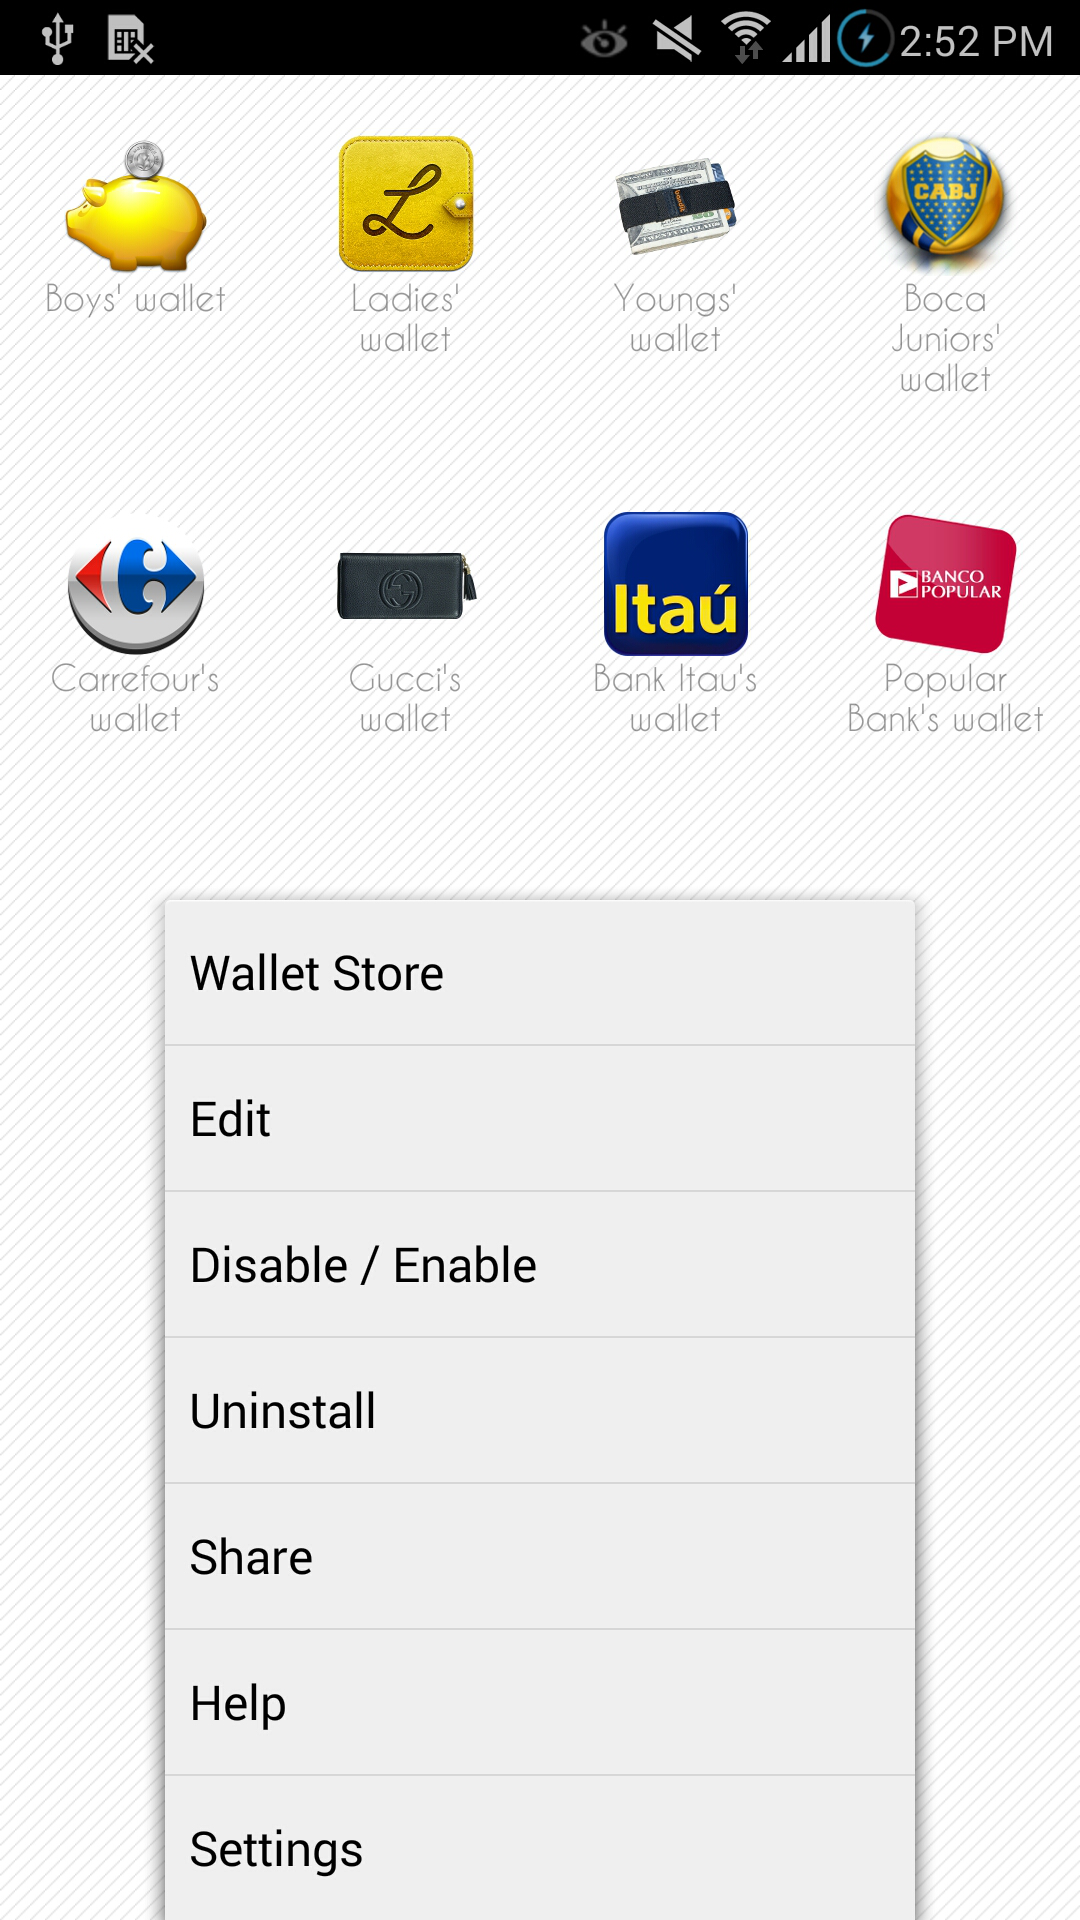 2:52 PM
L
CABJ
Boys' wallet
Ladies'
wallet
Youngs'
wallet
Boca
Juniors'
wallet
Itaú
BANCO
POPULAR
Carrefour's
wallet
Gucci's
wallet
Bank Itau's
wallet
Popular
Bank's wallet
Wallet Store
Edit
Disable / Enable
Uninstall
Share
Help
Settings